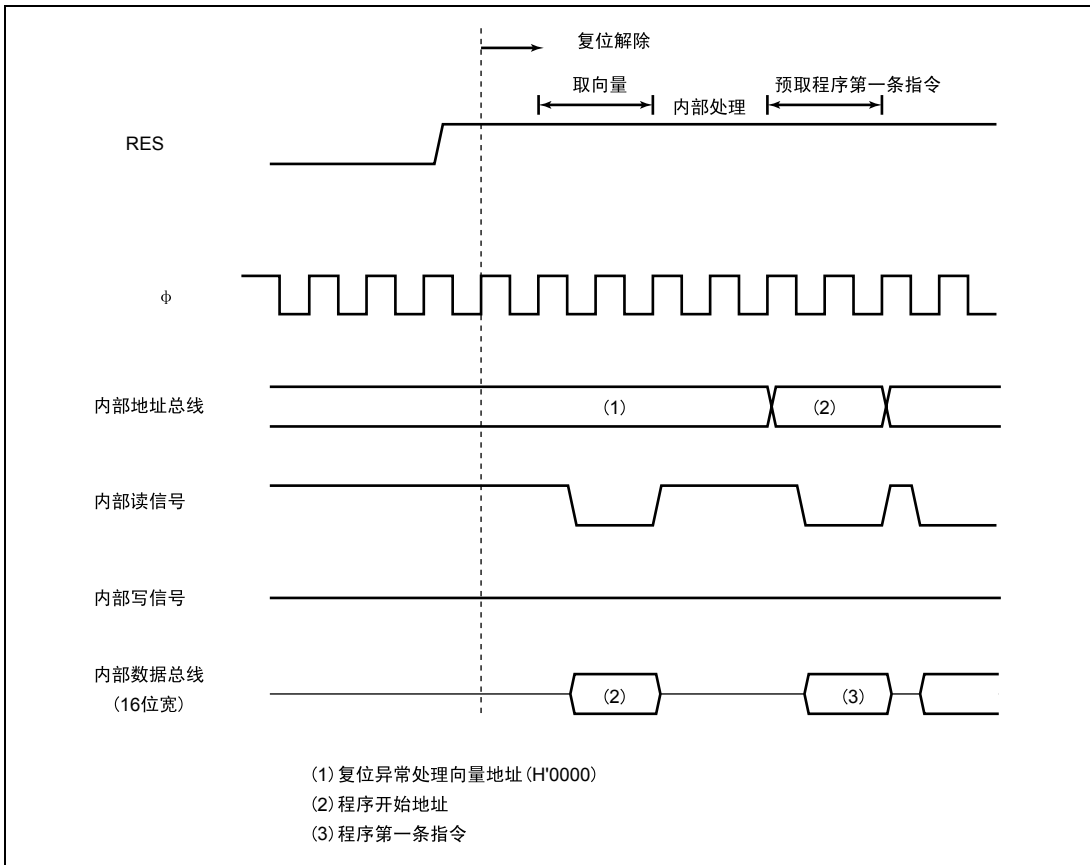 复位解除
取向量
内部处理
预取程序第一条指令
RES
φ
内部地址总线
(1)
(2)
内部读信号
内部写信号
内部数据总线
(16位宽)
(2)
(3)
(1)复位异常处理向量地址(H'0000)
(2)程序开始地址
(3)程序第一条指令